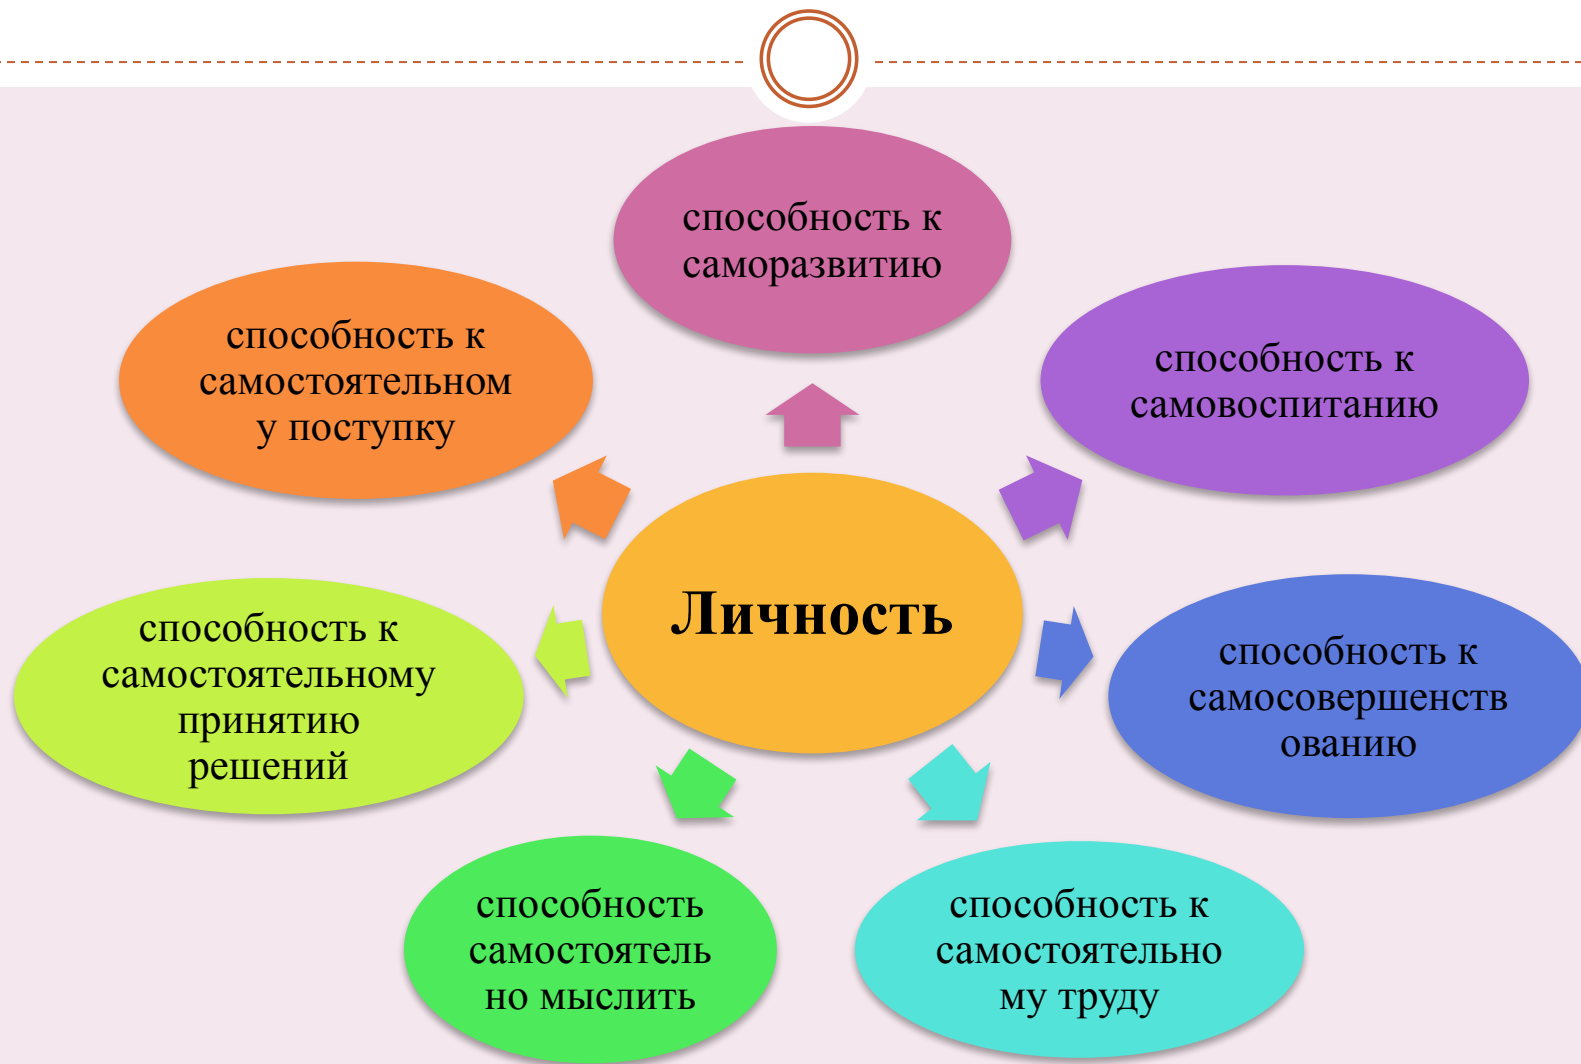 способность к
саморазвитию
способность к
самовоспитанию
способность к
самосовершенств
ованию
способность к
самостоятельно
му труду
способность
самостоятель
но мыслить
способность к
самостоятельному
принятию
решений
способность к
самостоятельном
у поступку
Личность